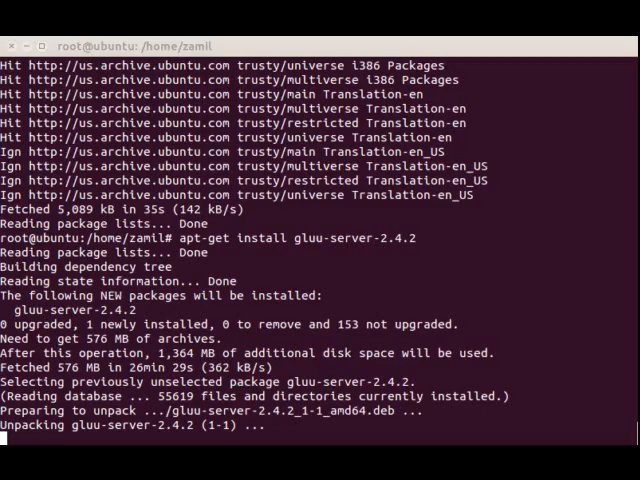 root@ubuntu: /home/zamil
Hit http://us.archive.ubuntu.com trusty/universe i386 Packages
Hit http://us.archive.ubuntu.com trusty/multiverse i386 Packages
Hit http://us.archive.ubuntu.com trusty/main Translation-en
Hit http://us.archive.ubuntu.com trusty/multiverse Translation-en
Hit http://us.archive.ubuntu.com trusty/restricted Translation-en
Hit http://us.archive.ubuntu.com trusty/universe Translation-en
Ign http://us.archive.ubuntu.com trusty/main Translation-en_US
Ign http://us.archive.ubuntu.com trusty/multiverse Translation-en_US
Ign http://us.archive.ubuntu.com trusty/restricted Translation-en_US
Ign http://us.archive.ubuntu.com trusty/universe Translation-en_US
Fetched 5,089 kB in 35s (142 kB/s)
Reading package lists... Done
root@ubuntu:/home/zamil# apt-get install gluu-server-2.4.2
Reading package lists... Done
Building dependency tree
Reading state information... Done
The following NEW packages will be installed:
  gluu-server-2.4.2
0 upgraded, 1 newly installed, 0 to remove and 153 not upgraded.
Need to get 576 MB of archives.
After this operation, 1,364 MB of additional disk space will be used.
Fetched 576 MB in 26min 29s (362 kB/s)
Selecting previously unselected package gluu-server-2.4.2.
(Reading database ... 55619 files and directories currently installed.)
Preparing to unpack .../gluu-server-2.4.2_1-1_amd64.deb ...
Unpacking gluu-server-2.4.2 (1-1) ...